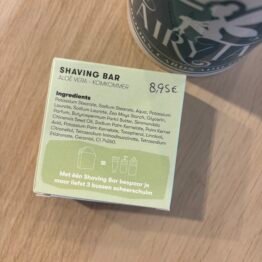 AIRY
SHAVING BAR
ALOË VERA - KOMKOMMER
8,95€
Ingredients
Potassium Stearate, Sodium Stearate, Aqua, Potassium
Laurate, Sodium Laurate, Zea Mays Starch, Glycerin,
Parfum, Butyrospermum Parkii Butter, Simmondsia
Chinensis Seed Oil, Sodium Palm Kernelate, Palm Kernel
Acid, Potassium Palm Kernelate, Tocopherol, Linalool,
Citronellol, Tetrasodium Iminodisuccinate, Tetrasodium
Etidronate, Geraniol, CI
Met één Shaving Bar bespaar je
maar liefst 3 bussen scheerschuim